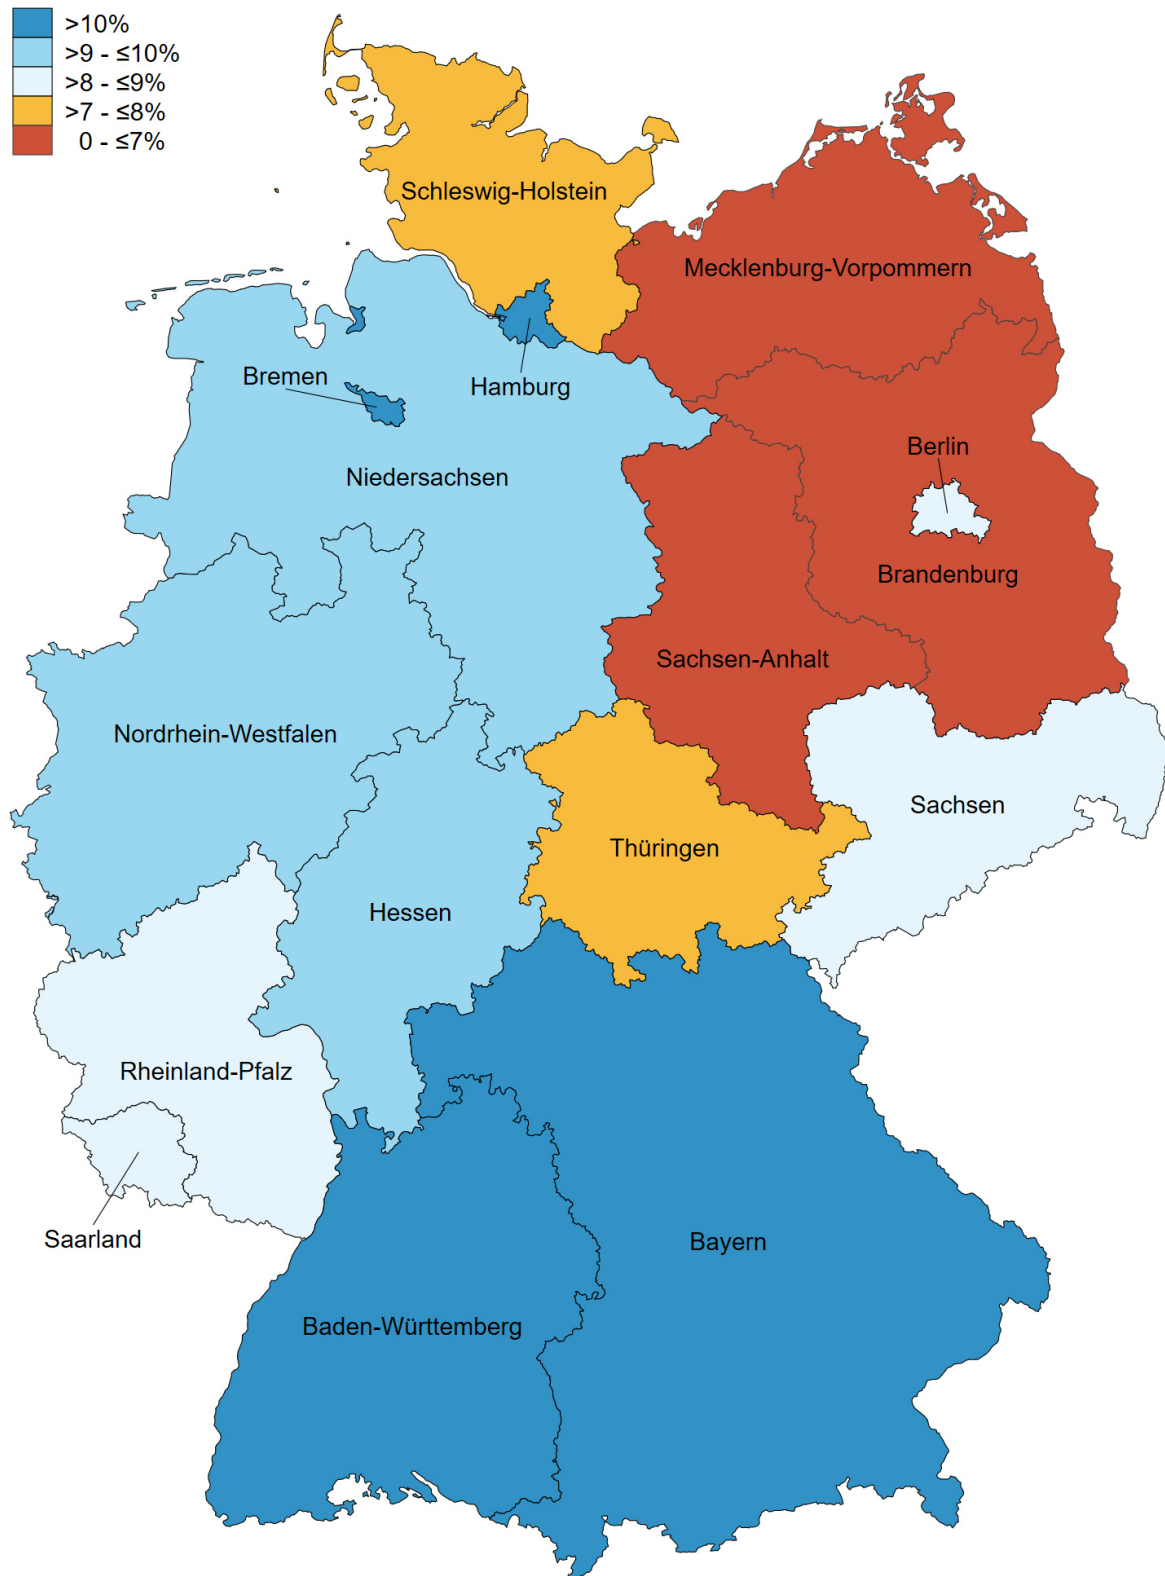 >10%
>9 - ≤10%
>8 - ≤9%
>7 - ≤8%
0 - ≤7%
Schleswig-Holstein
Mecklenburg-Vorpommern
Bremen
Hamburg
Berlin
Niedersachsen
Brandenburg
Sachsen-Anhalt
Nordrhein-Westfalen
Sachsen
Thüringen
Hessen
Rheinland-Pfalz
Saarland
Bayern
Baden-Württemberg